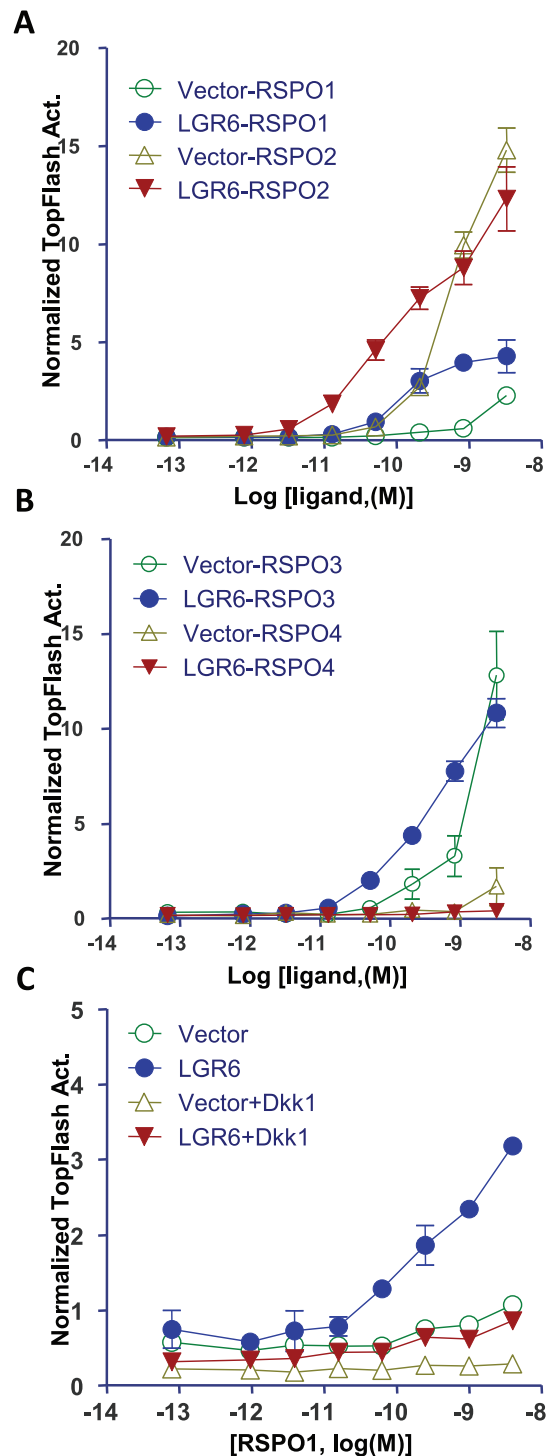 A
Normalized TopFlash Act.
20
15
10
5
0
Vector-RSPO1
LGR6-RSPO1
Vector-RSPO2
LGR6-RSPO2
-14 -13 -12 -11 -10 -9 -8
Log [ligand,(M)]
B
Normalized TopFlash Act.
20
15
10
5
0
Vector-RSPO3
LGR6-RSPO3
Vector-RSPO4
LGR6-RSPO4
-14 -13 -12 -11 -10 -9 -8
Log [ligand,(M)]
C
Normalized TopFlash Act.
5
4
3
2
1
0
Vector
LGR6
Vector+Dkk1
LGR6+Dkk1
-14 -13 -12 -11 -10 -9 -8
[RSPO1, log(M)]